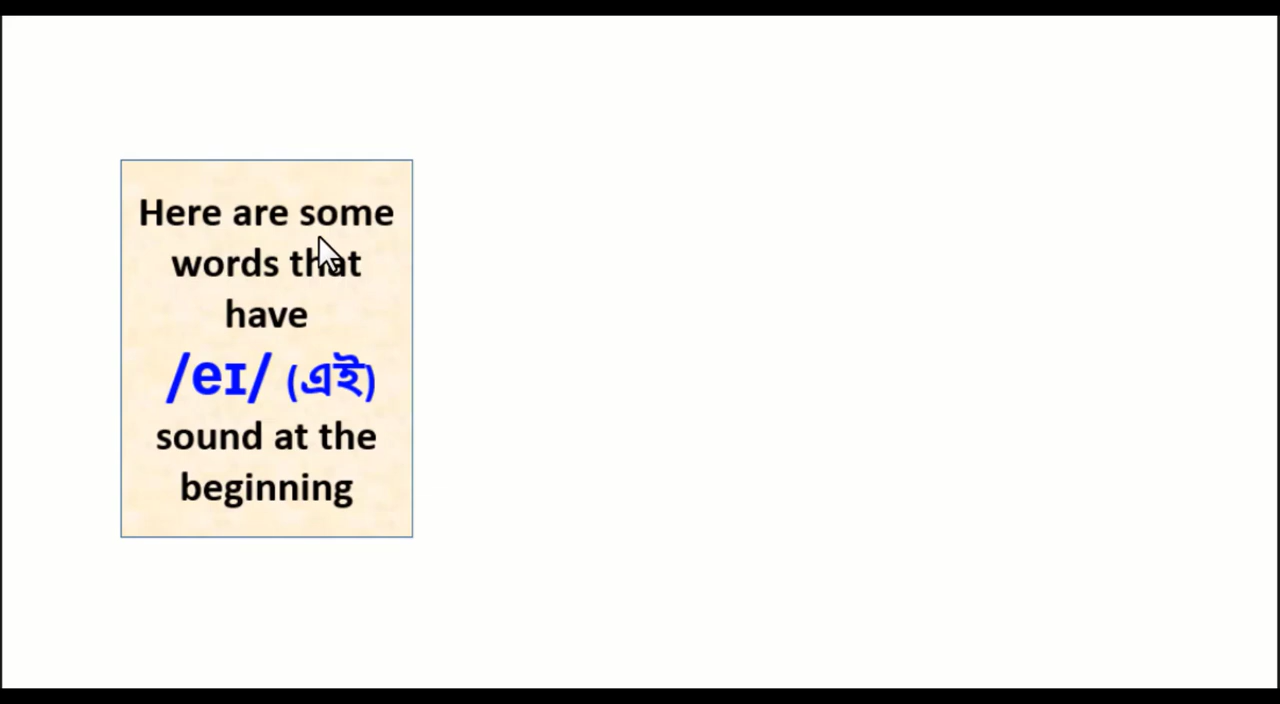 Here are some
words that
have
/eɪ/ (এই)
sound at the
beginning